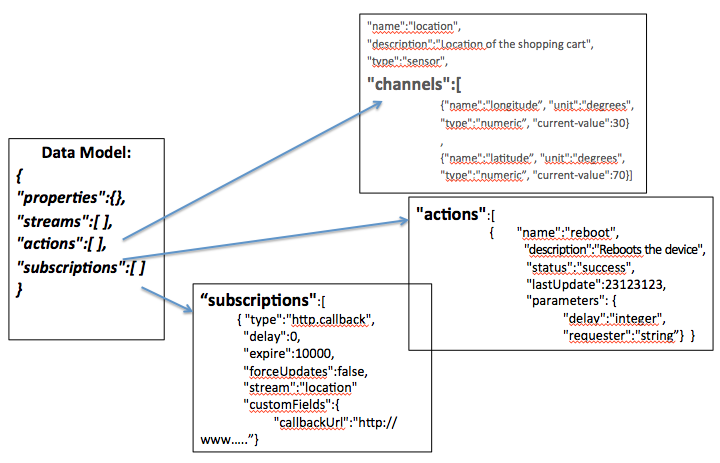 Data Model:
{
"properties":{},
"streams":[ ],
"actions":[ ],
"subscriptions":[ ]
}
"name":"location",
"description":"Location of the shopping cart",
"type":"sensor",
"channels":[
{"name":"longitude”, "unit":"degrees",
"type":"numeric”, "current-value":30}
,
{"name":"latitude”, "unit":"degrees",
"type":"numeric”, "current-value":70}]
"actions":[
{ "name":"reboot",
"description":"Reboots the device",
"status":"success",
"lastUpdate":23123123,
"parameters": {
"delay":"integer",
"requester":"string”} }
“subscriptions":[
{ "type":"http.callback",
"delay":0,
"expire":10000,
"forceUpdates":false,
"stream":"location"
"customFields":{
"callbackUrl":"http://
www…..”}